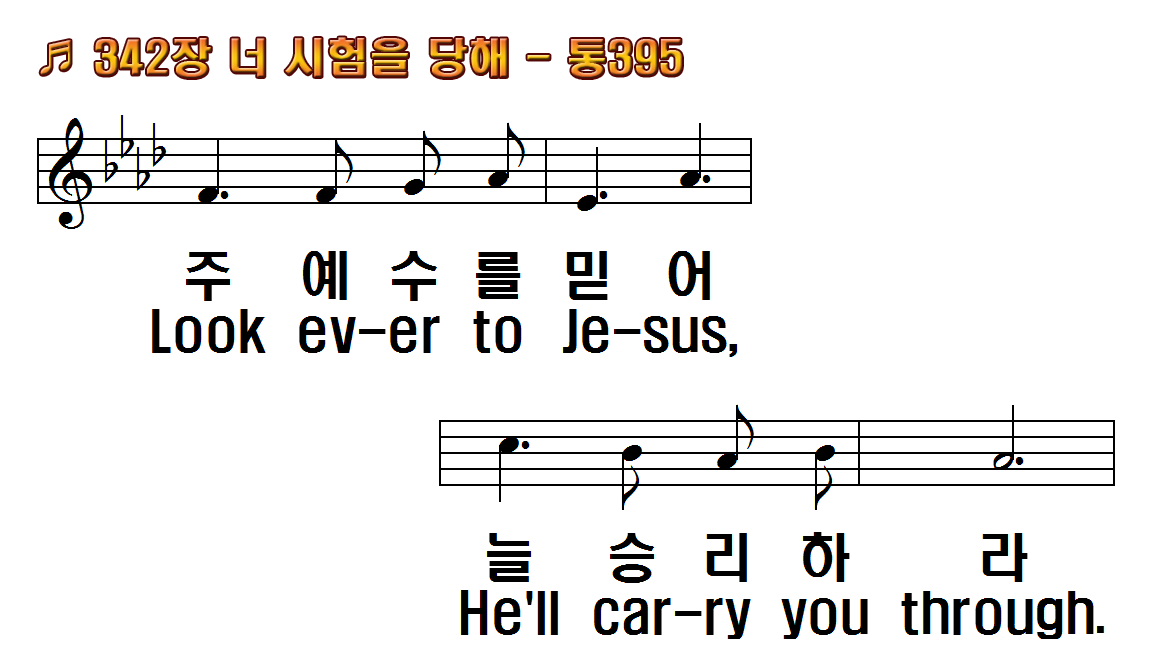 ♬ 342장 너 시험을 당해 - 통395
주 예 수 를 믿 어
Look ev-er to Je-sus,
늘 승 리 하 라
He'll car-ry you through.